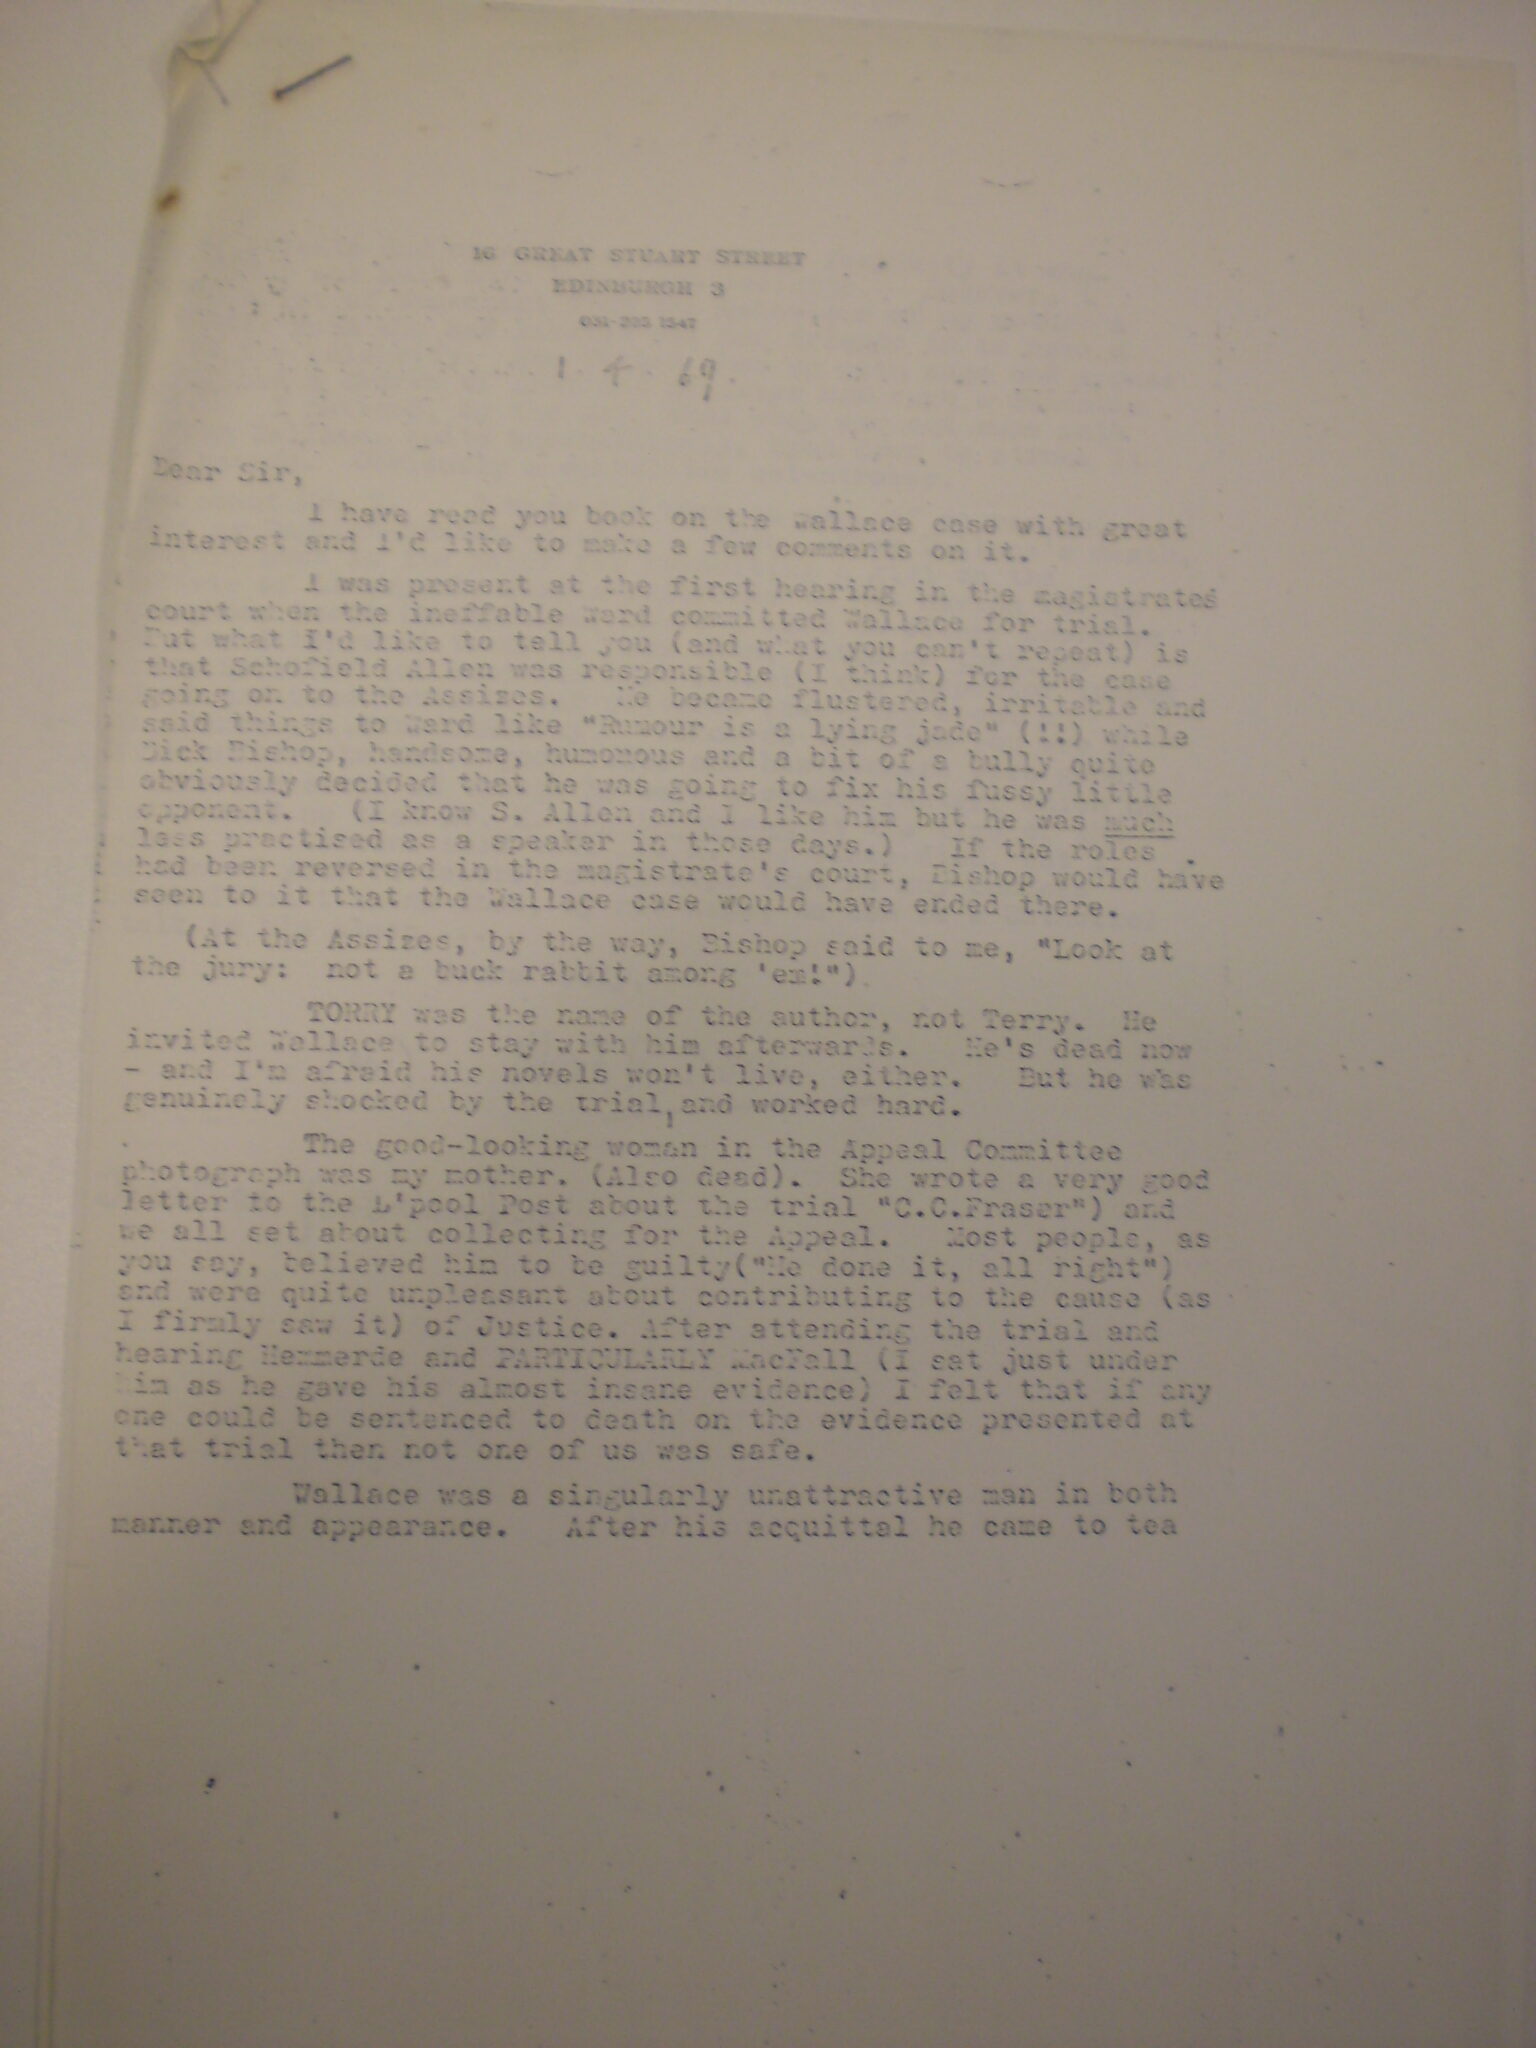 16 GREAT STUART STREET
EDINBURGH 3
1. 4. 69.
Dear Sir,
I have read you book on the Wallace case with great
interest and I'd like to make a few comments on it.
I was present at the first hearing in the magistrates
court when the ineffable Ward committed Wallace for trial.
But what I'd like to tell you (and what you can't repeat) is
that Schofield Allen was responsible (I think) for the case
going on to the Assizes. He became flustered, irritable and
said things to Ward like "Rumour is a lying jade" (!!) while
Dick Bishop, handsome, humomous and a bit of a bully quite
obviously decided that he was going to fix his fussy little
opponent. (I know S. Allen and I like him but he was much
less practised as a speaker in those days.) If the roles .
had been reversed in the magistrate's court, Bishop would have
seen to it that the Wallace case would have ended there.
(At the Assizes, by the way, Bishop said to me, "Look at
the jury: not a buck rabbit among 'em!")
TORRY was the name of the author, not Terry. He
invited Wallace to stay with him afterwards. He's dead now
- and I'm afraid his novels won't live, either. But he was
genuinely shocked by the trial, and worked hard.
The good-looking woman in the Appeal Committee
photograph was my mother. (Also dead). She wrote a very good
letter to the L'pool Post about the trial "C.C.Fraser") and
we all set about collecting for the Appeal. Most people, as
you say, believed him to be guilty("He done it, all right")
and were quite unpleasant about contributing to the cause (as
I firmly saw it) of Justice. After attending the trial and
hearing Hemmerde and PARTICULARLY MacFall (I sat just under
him as he gave his almost insane evidence) I felt that if any
one could be sentenced to death on the evidence presented at
that trial then not one of us was safe.
Wallace was a singularly unattractive man in both
manner and appearance. After his acquittal he came to tea